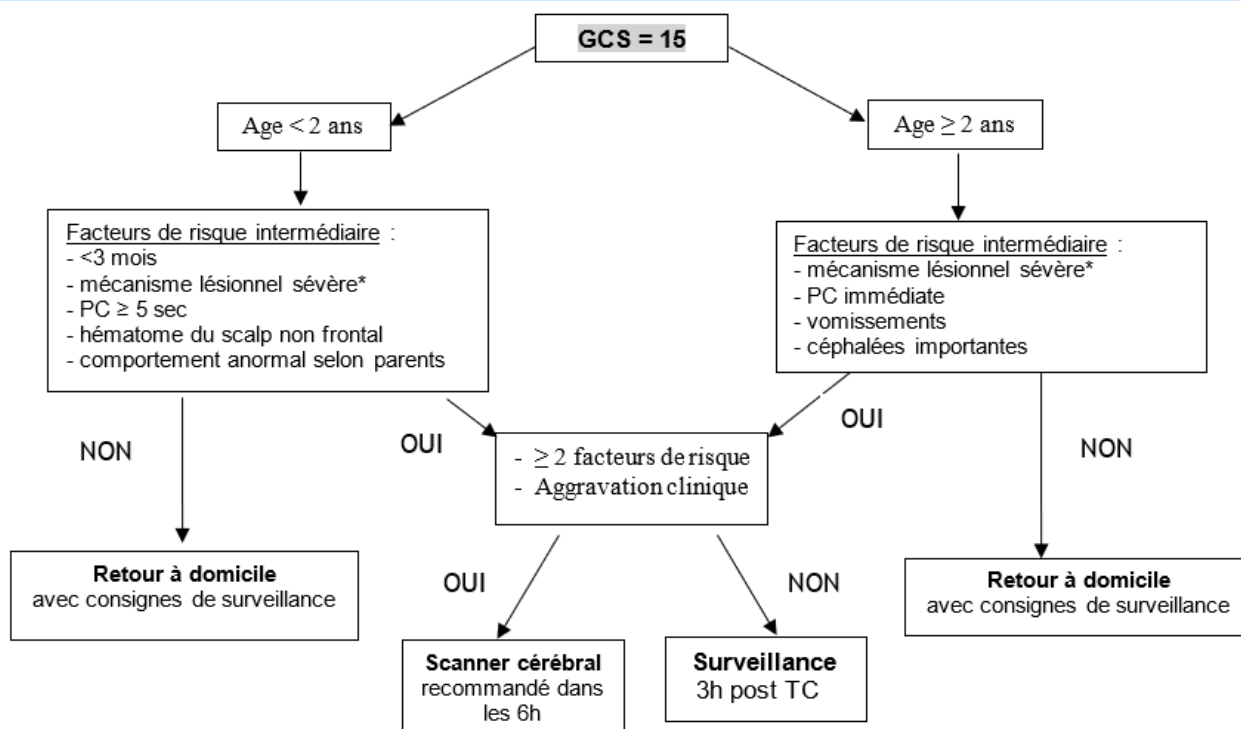 GCS = 15
Age < 2 ans
Age ≥ 2 ans
Facteurs de risque intermédiaire :
- <3 mois
- mécanisme lésionnel sévère*
- PC ≥ 5 sec
- hématome du scalp non frontal
- comportement anormal selon parents
Facteurs de risque intermédiaire :
- mécanisme lésionnel sévère*
- PC immédiate
- vomissements
- céphalées importantes
NON
OUI
OUI
NON
- ≥ 2 facteurs de risque
- Aggravation clinique
Retour à domicile
avec consignes de surveillance
OUI
NON
Retour à domicile
avec consignes de surveillance
Scanner cérébral
recommandé dans
les 6h
Surveillance
3h post TC